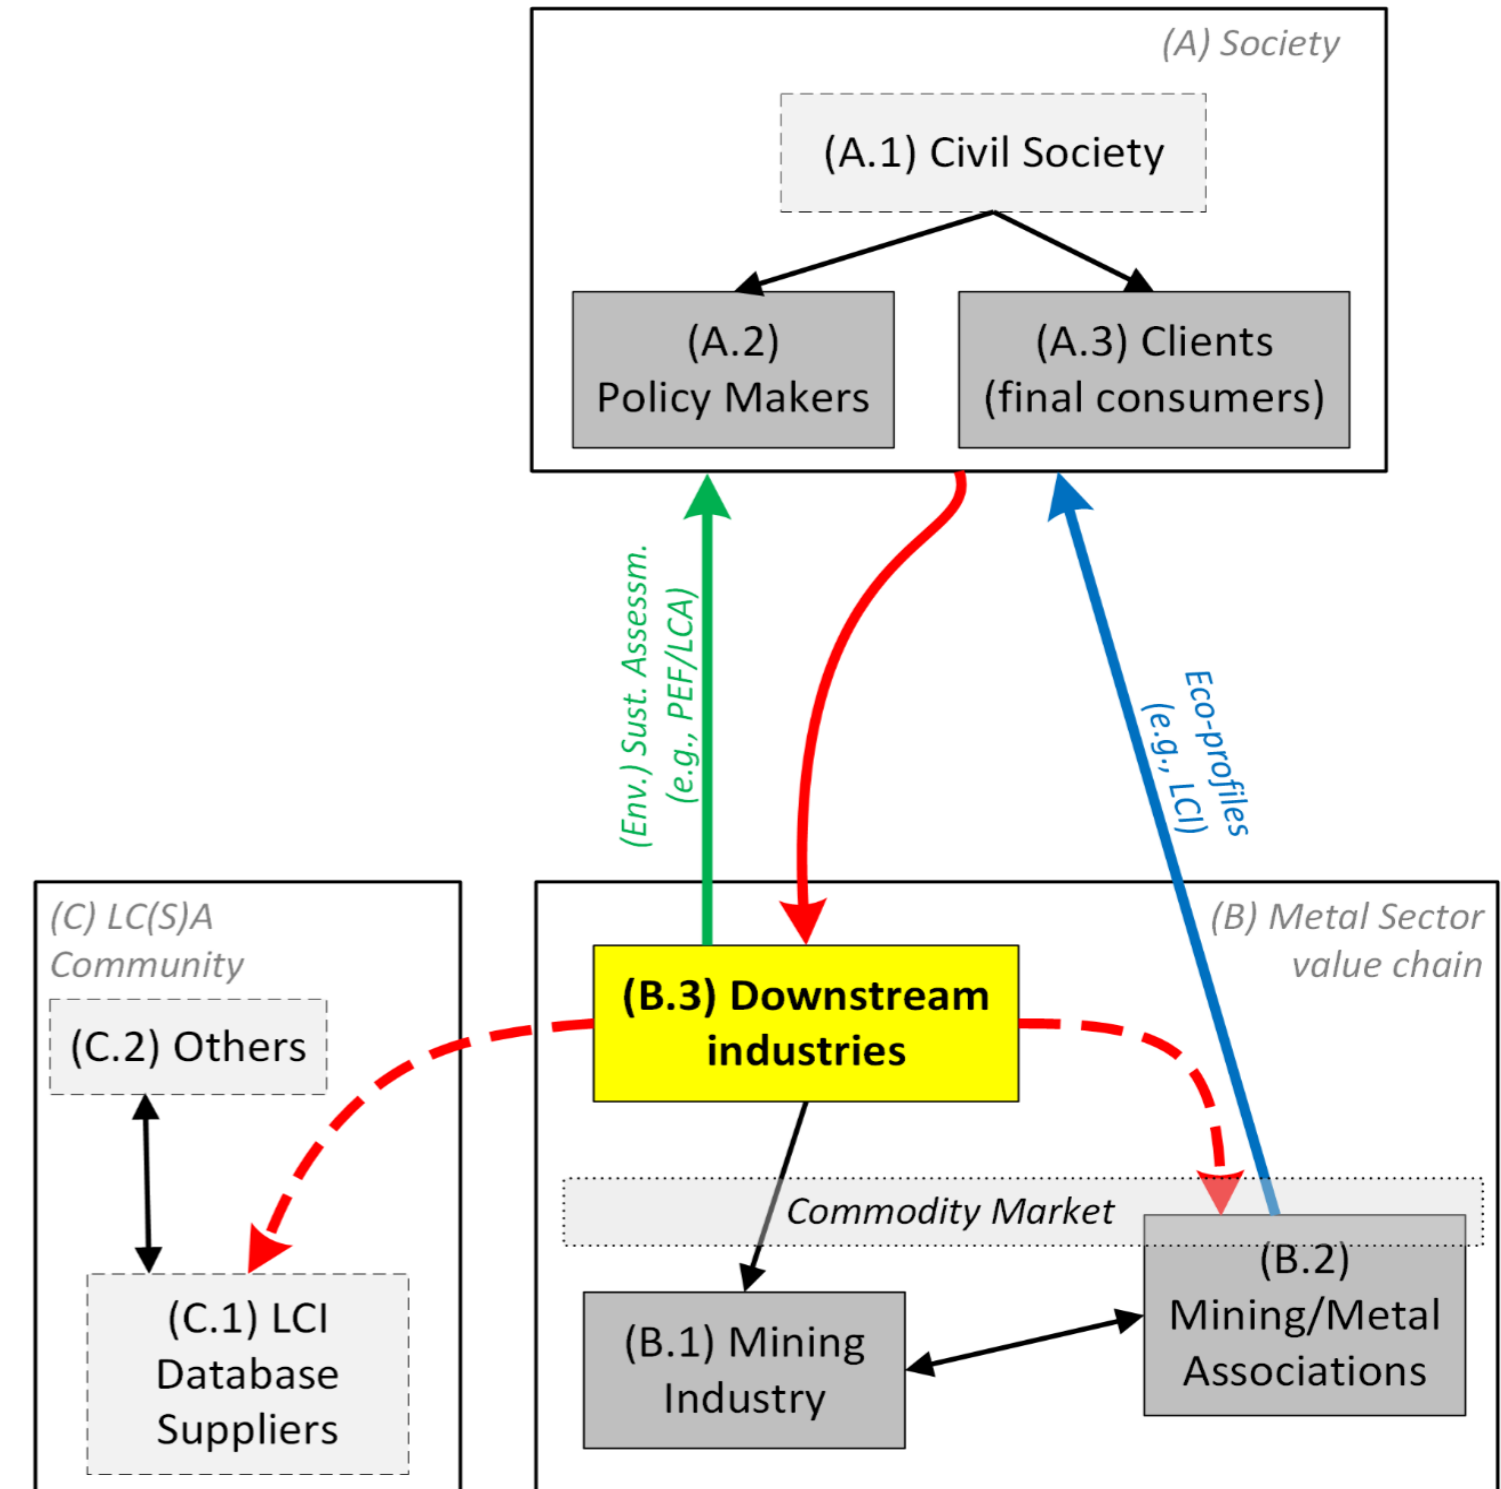 (A) Society
(A.1) Civil Society
(A.2)
Policy Makers
(A.3) Clients
(final consumers)
(Env.) Sust. Assessm.
(e.g., PEF/LCA)
Eco-profiles
(e.g., LCI)
(C) LC(S)A
Community
(C.2) Others
(C.1) LCI
Database
Suppliers
(B) Metal Sector
value chain
(B.3) Downstream
industries
Commodity Market
(B.1) Mining
Industry
(B.2)
Mining/Metal
Associations